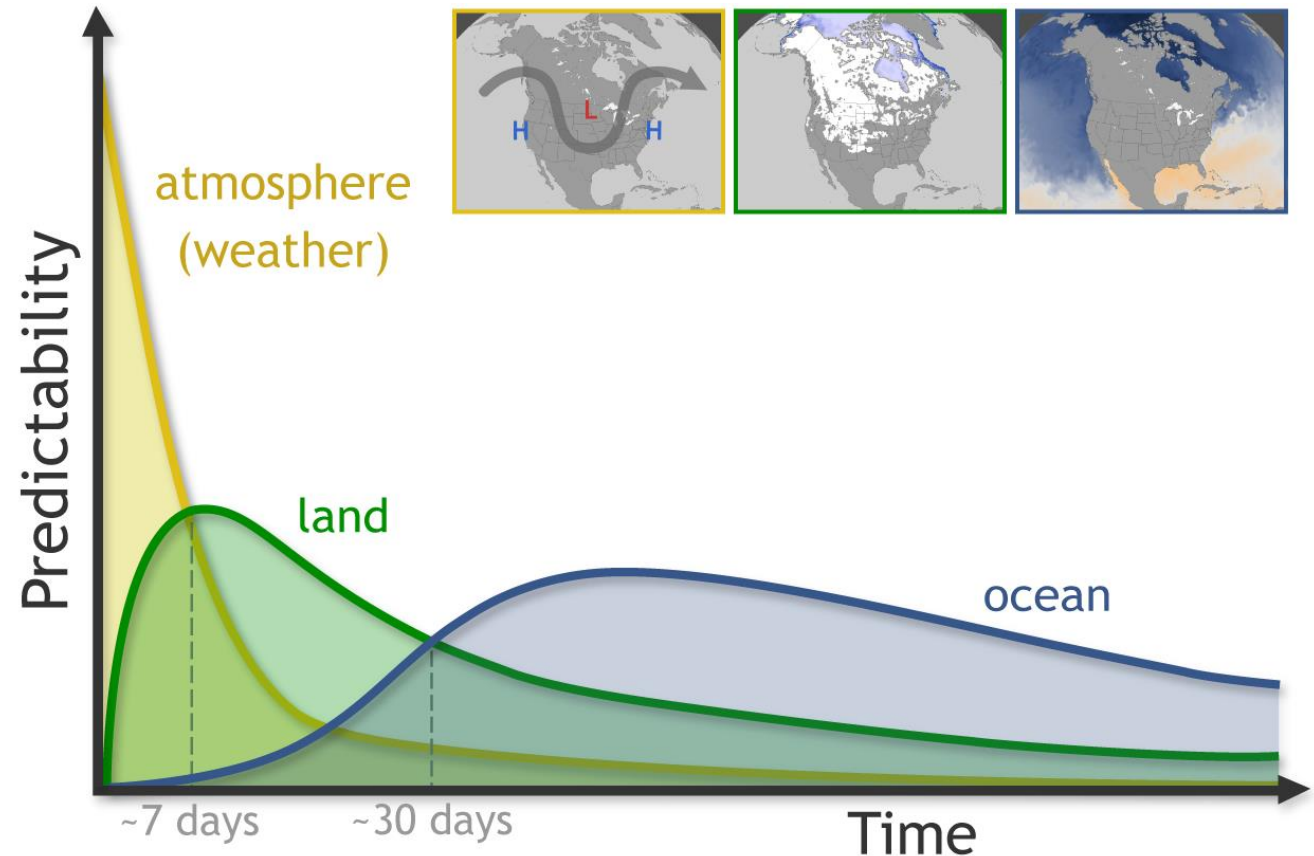 H
L
H
atmosphere
(weather)
Predictability
land
ocean
~7 days
~30 days
Time